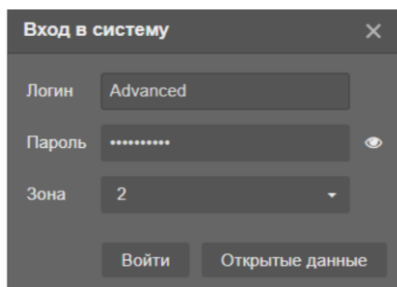 Вход в систему ×
Логин Advanced
Пароль ••••••••••
Зона 2
Войти Открытые данные